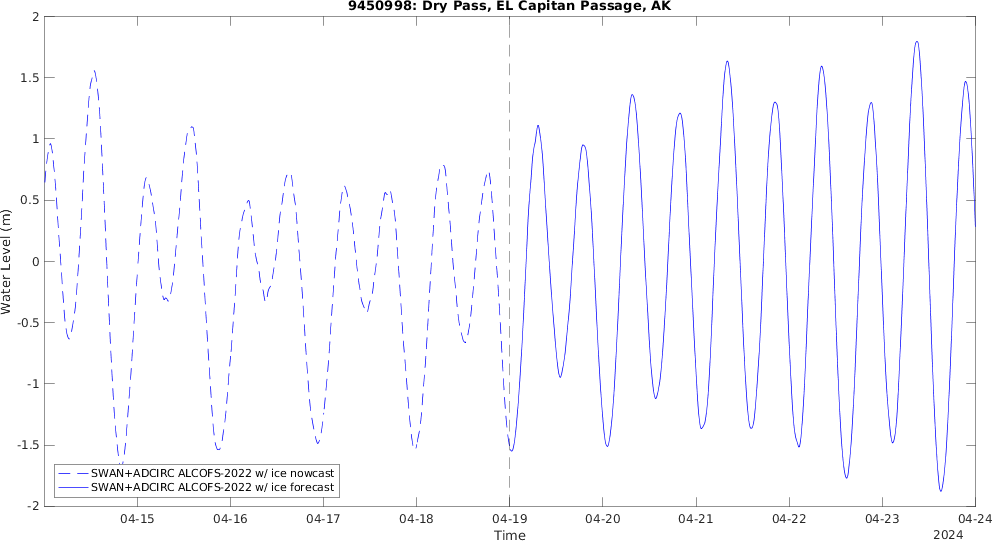 9450998: Dry Pass, EL Capitan Passage, AK
2
1.5
1
0.5
0
-0.5
-1
-1.5
-2
Water Level (m)
SWAN+ADCIRC ALCOFS-2022 w/ ice nowcast
SWAN+ADCIRC ALCOFS-2022 w/ ice forecast
04-15 04-16 04-17 04-18 04-19 04-20 04-21 04-22 04-23 04-24
Time
2024